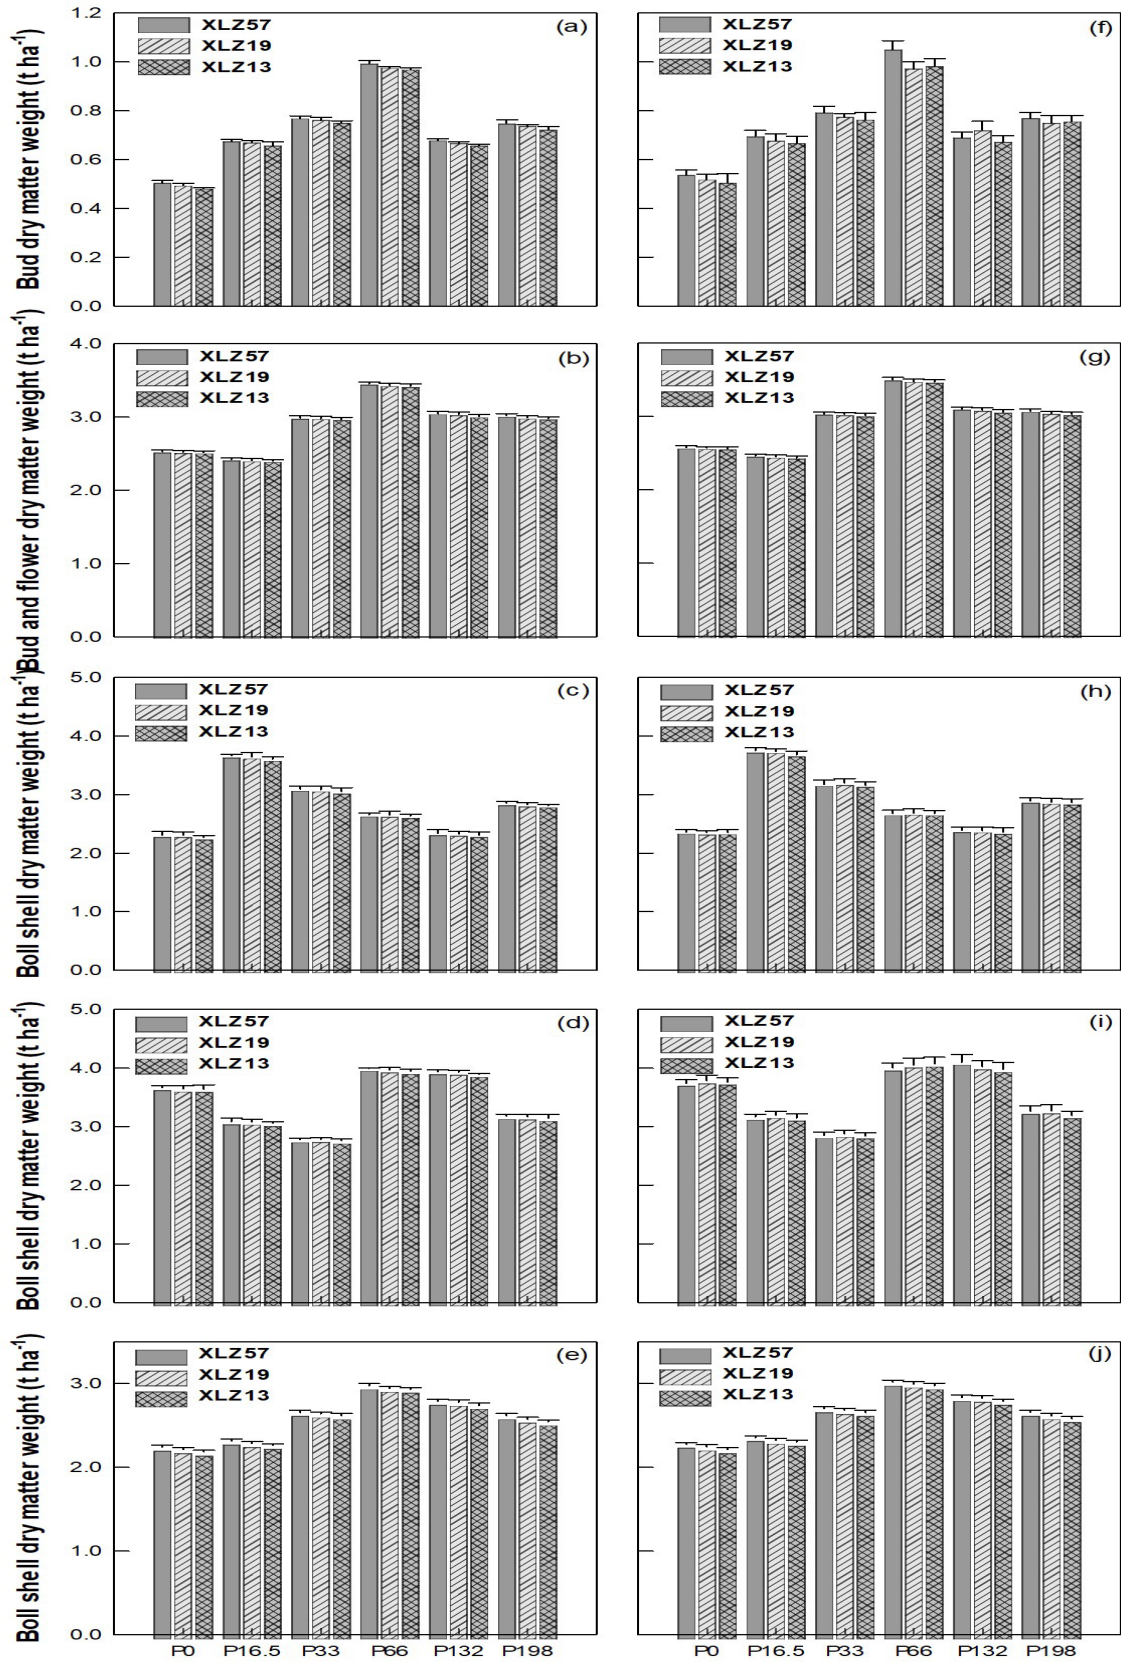 Bud dry matter weight (t ha-1)
1.2
1.0
0.8
0.6
0.4
0.2
0.0
XLZ57
XLZ19
XLZ13
(a)
XLZ57
XLZ19
XLZ13
(f)
Bud and flower dry matter weight (t ha-1)
4.0
3.0
2.0
1.0
0.0
XLZ57
XLZ19
XLZ13
(b)
XLZ57
XLZ19
XLZ13
(g)
Boll shell dry matter weight (t ha-1)
5.0
4.0
3.0
2.0
1.0
0.0
XLZ57
XLZ19
XLZ13
(c)
XLZ57
XLZ19
XLZ13
(h)
Boll shell dry matter weight (t ha-1)
5.0
4.0
3.0
2.0
1.0
0.0
XLZ57
XLZ19
XLZ13
(d)
XLZ57
XLZ19
XLZ13
(i)
Boll shell dry matter weight (t ha-1)
3.0
2.0
1.0
0.0
XLZ57
XLZ19
XLZ13
(e)
XLZ57
XLZ19
XLZ13
(j)
P0 P16.5 P33 P66 P132 P198
P0 P16.5 P33 P66 P132 P198